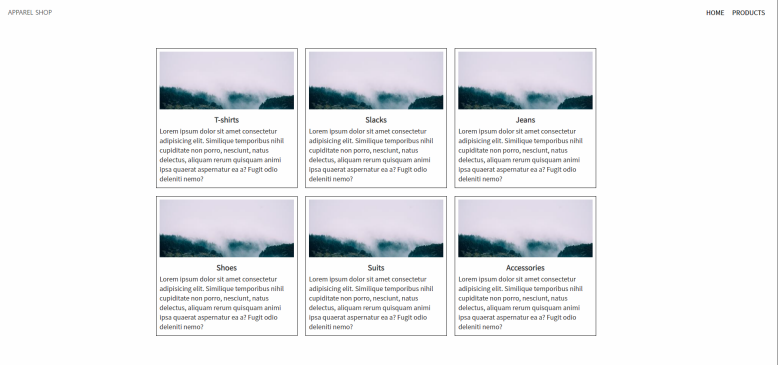 APPAREL SHOP
HOME PRODUCTS
T-shirts
Lorem ipsum dolor sit amet consectetur
adipisicing elit. Similique temporibus nihil
cupiditate non porro, nesciunt, natus
delectus, aliquam rerum quisquam animi
ipsa quaerat aspernatur ea a? Fugit odio
deleniti nemo?
Slacks
Lorem ipsum dolor sit amet consectetur
adipisicing elit. Similique temporibus nihil
cupiditate non porro, nesciunt, natus
delectus, aliquam rerum quisquam animi
ipsa quaerat aspernatur ea a? Fugit odio
deleniti nemo?
Jeans
Lorem ipsum dolor sit amet consectetur
adipisicing elit. Similique temporibus nihil
cupiditate non porro, nesciunt, natus
delectus, aliquam rerum quisquam animi
ipsa quaerat aspernatur ea a? Fugit odio
deleniti nemo?
Shoes
Lorem ipsum dolor sit amet consectetur
adipisicing elit. Similique temporibus nihil
cupiditate non porro, nesciunt, natus
delectus, aliquam rerum quisquam animi
ipsa quaerat aspernatur ea a? Fugit odio
deleniti nemo?
Suits
Lorem ipsum dolor sit amet consectetur
adipisicing elit. Similique temporibus nihil
cupiditate non porro, nesciunt, natus
delectus, aliquam rerum quisquam animi
ipsa quaerat aspernatur ea a? Fugit odio
deleniti nemo?
Accessories
Lorem ipsum dolor sit amet consectetur
adipisicing elit. Similique temporibus nihil
cupiditate non porro, nesciunt, natus
delectus, aliquam rerum quisquam animi
ipsa quaerat aspernatur ea a? Fugit odio
deleniti nemo?